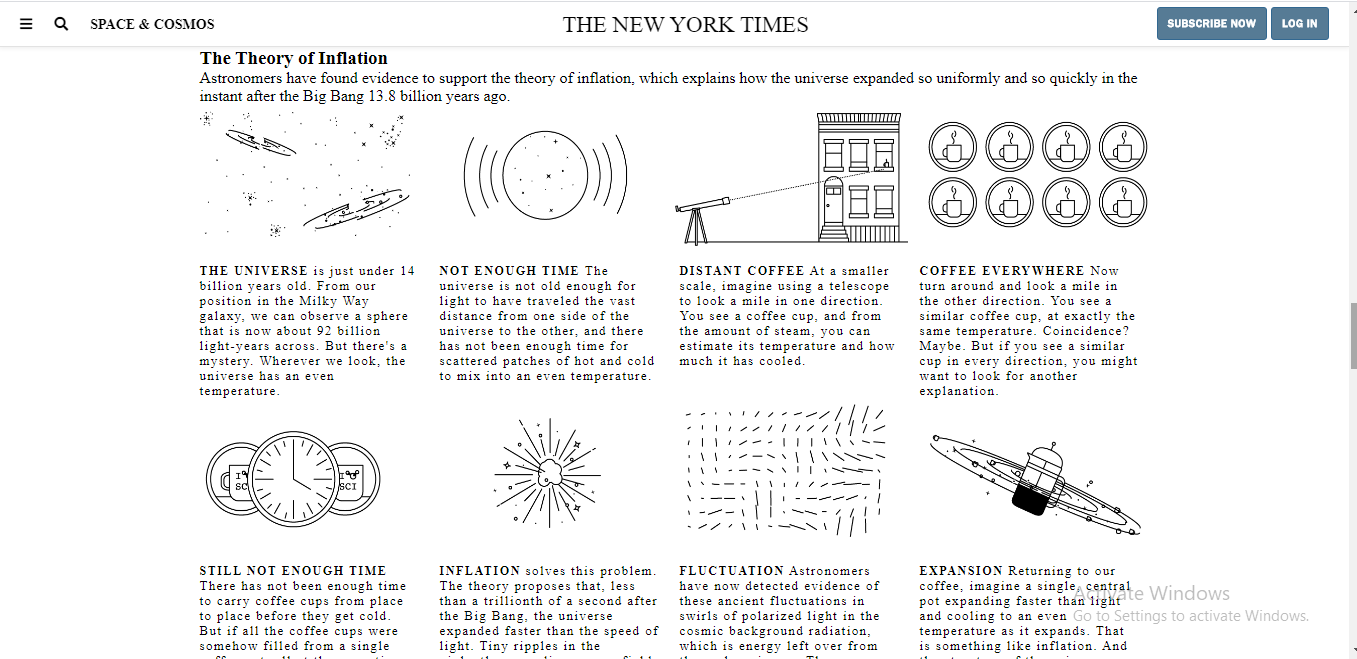 SPACE & COSMOS
THE NEW YORK TIMES
SUBSCRIBE NOW
LOG IN
The Theory of Inflation
Astronomers have found evidence to support the theory of inflation, which explains how the universe expanded so uniformly and so quickly in the
instant after the Big Bang 13.8 billion years ago.
THE UNIVERSE is just under 14
billion years old. From our
position in the Milky Way
galaxy, we can observe a sphere
that is now about 92 billion
light-years across. But there's a
mystery. Wherever we look, the
universe has an even
temperature.
NOT ENOUGH TIME The
universe is not old enough for
light to have traveled the vast
distance from one side of the
universe to the other, and there
has not been enough time for
scattered patches of hot and cold
to mix into an even temperature.
DISTANT COFFEE At a smaller
scale, imagine using a telescope
to look a mile in one direction.
You see a coffee cup, and from
the amount of steam, you can
estimate its temperature and how
much it has cooled.
COFFEE EVERYWHERE Now
turn around and look a mile in
the other direction. You see a
similar coffee cup, at exactly the
same temperature. Coincidence?
Maybe. But if you see a similar
cup in every direction, you might
want to look for another
explanation.
I
SC
I
SCI
STILL NOT ENOUGH TIME
There has not been enough time
to carry coffee cups from place
to place before they get cold.
But if all the coffee cups were
somehow filled from a single
INFLATION solves this problem.
The theory proposes that, less
than a trillionth of a second after
the Big Bang, the universe
expanded faster than the speed of
light. Tiny ripples in the
FLUCTUATION Astronomers
have now detected evidence of
these ancient fluctuations in
swirls of polarized light in the
cosmic background radiation,
which is energy left over from
EXPANSION Returning to our
coffee, imagine a single, central
pot expanding faster than light
and cooling to an even
temperature as it expands. That
is something like inflation. And
Activate Windows
Go to Settings to activate Windows.